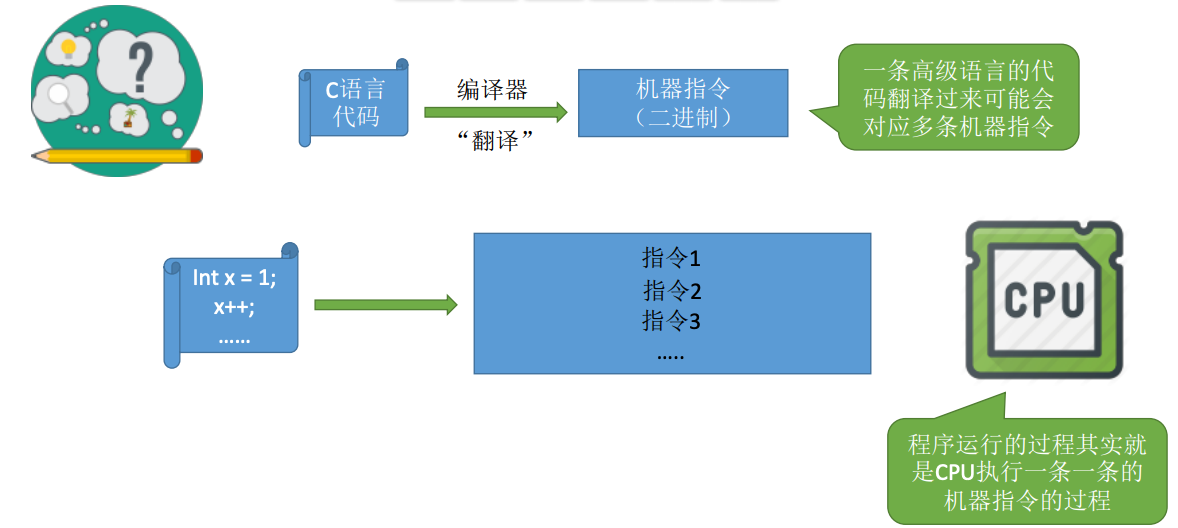 C语言
代码
编译器
“翻译”
机器指令
（二进制）
一条高级语言的代
码翻译过来可能会
对应多条机器指令
Int x = 1;
x++;
……
指令1
指令2
指令3
…..
CPU
程序运行的过程其实就
是CPU执行一条一条的
机器指令的过程